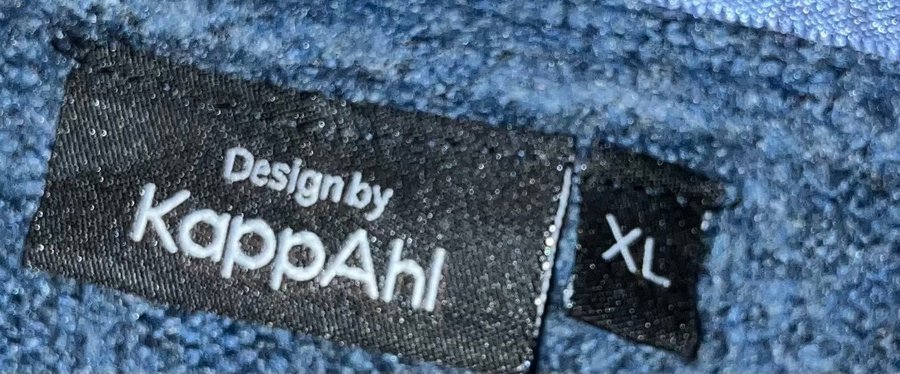 Design by
KappAhl
XL